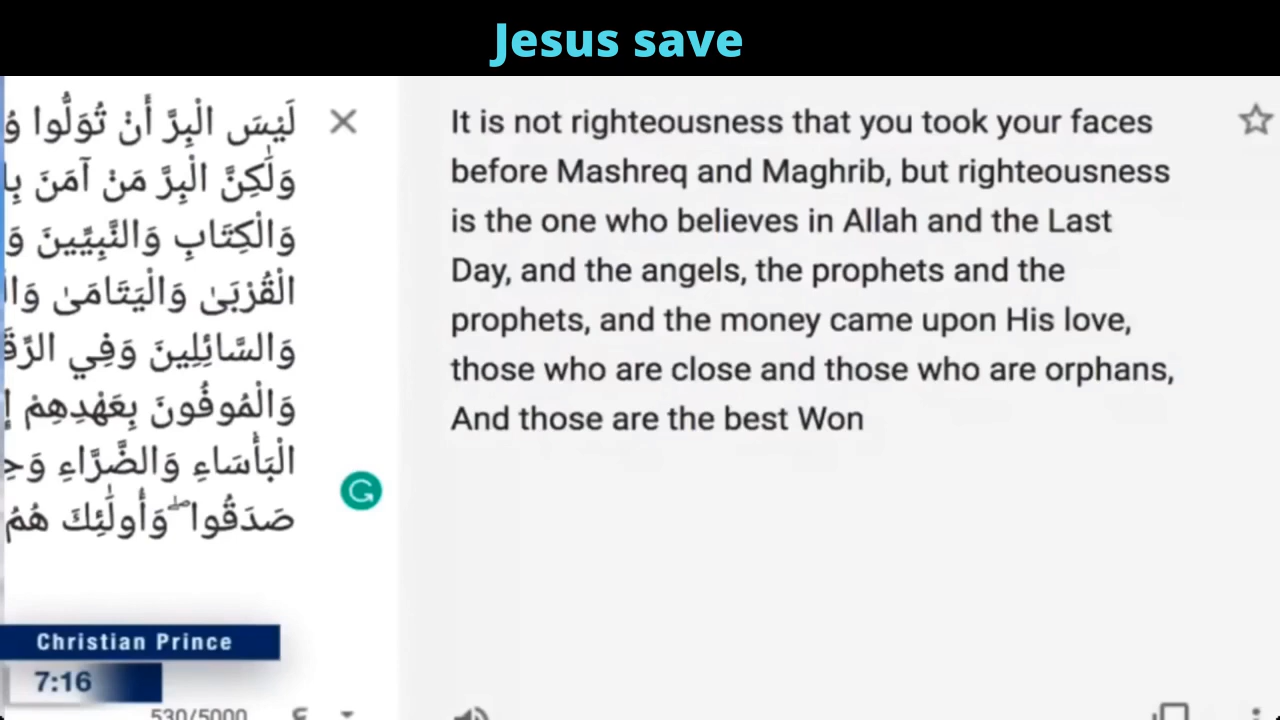 Jesus save
لَيْسَ الْبِرَّ أَنْ تُوَلُّوا
وَلَٰكِنَّ الْبِرَّ مَنْ آمَنَ
وَالْكِتَابِ وَالنَّبِيِّينَ
الْقُرْبَىٰ وَالْيَتَامَىٰ
وَالسَّائِلِينَ وَفِي
وَالْمُوفُونَ بِعَهْدِهِمْ
الْبَأْسَاءِ وَالضَّرَّاءِ
صَدَقُوا ۖ وَأُولَٰئِكَ هُمُ
It is not righteousness that you took your faces
before Mashreq and Maghrib, but righteousness
is the one who believes in Allah and the Last
Day, and the angels, the prophets and the
prophets, and the money came upon His love,
those who are close and those who are orphans,
And those are the best Won
Christian Prince
7:16
530/5000